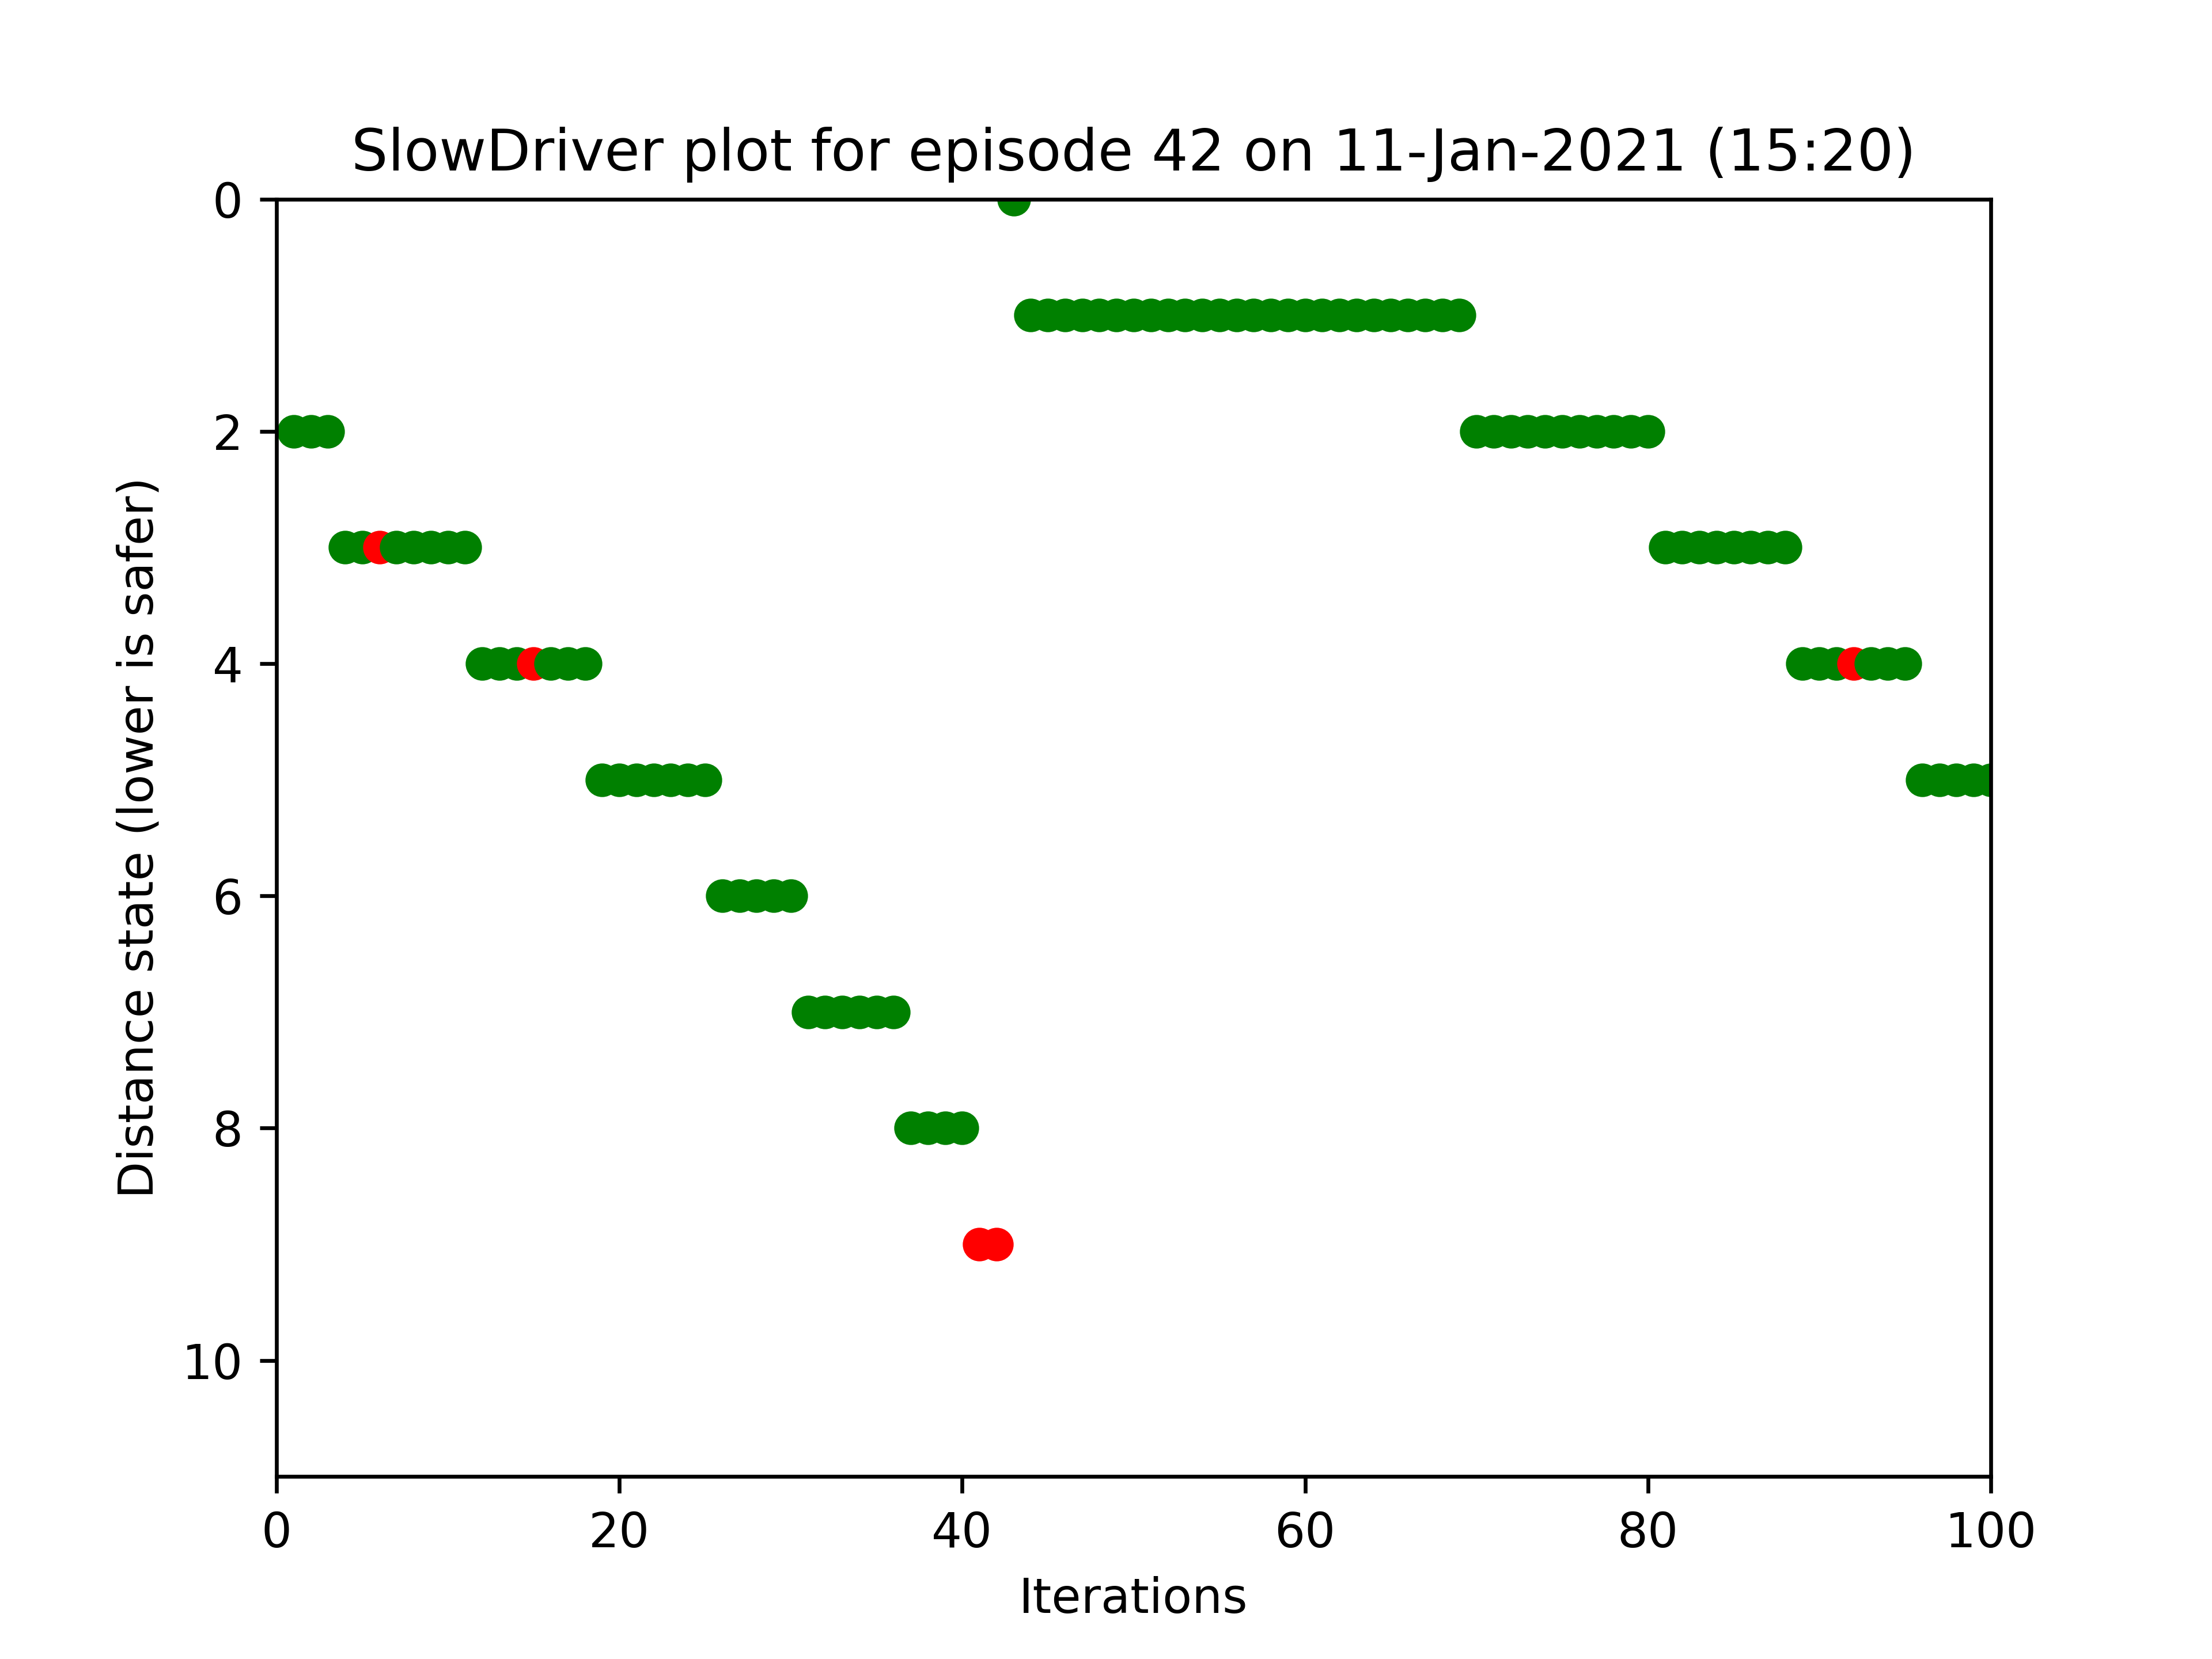 SlowDriver plot for episode 42 on 11-Jan-2021 (15:20)
0
2
4
6
8
10
Distance state (lower is safer)
0 20 40 60 80 100
Iterations